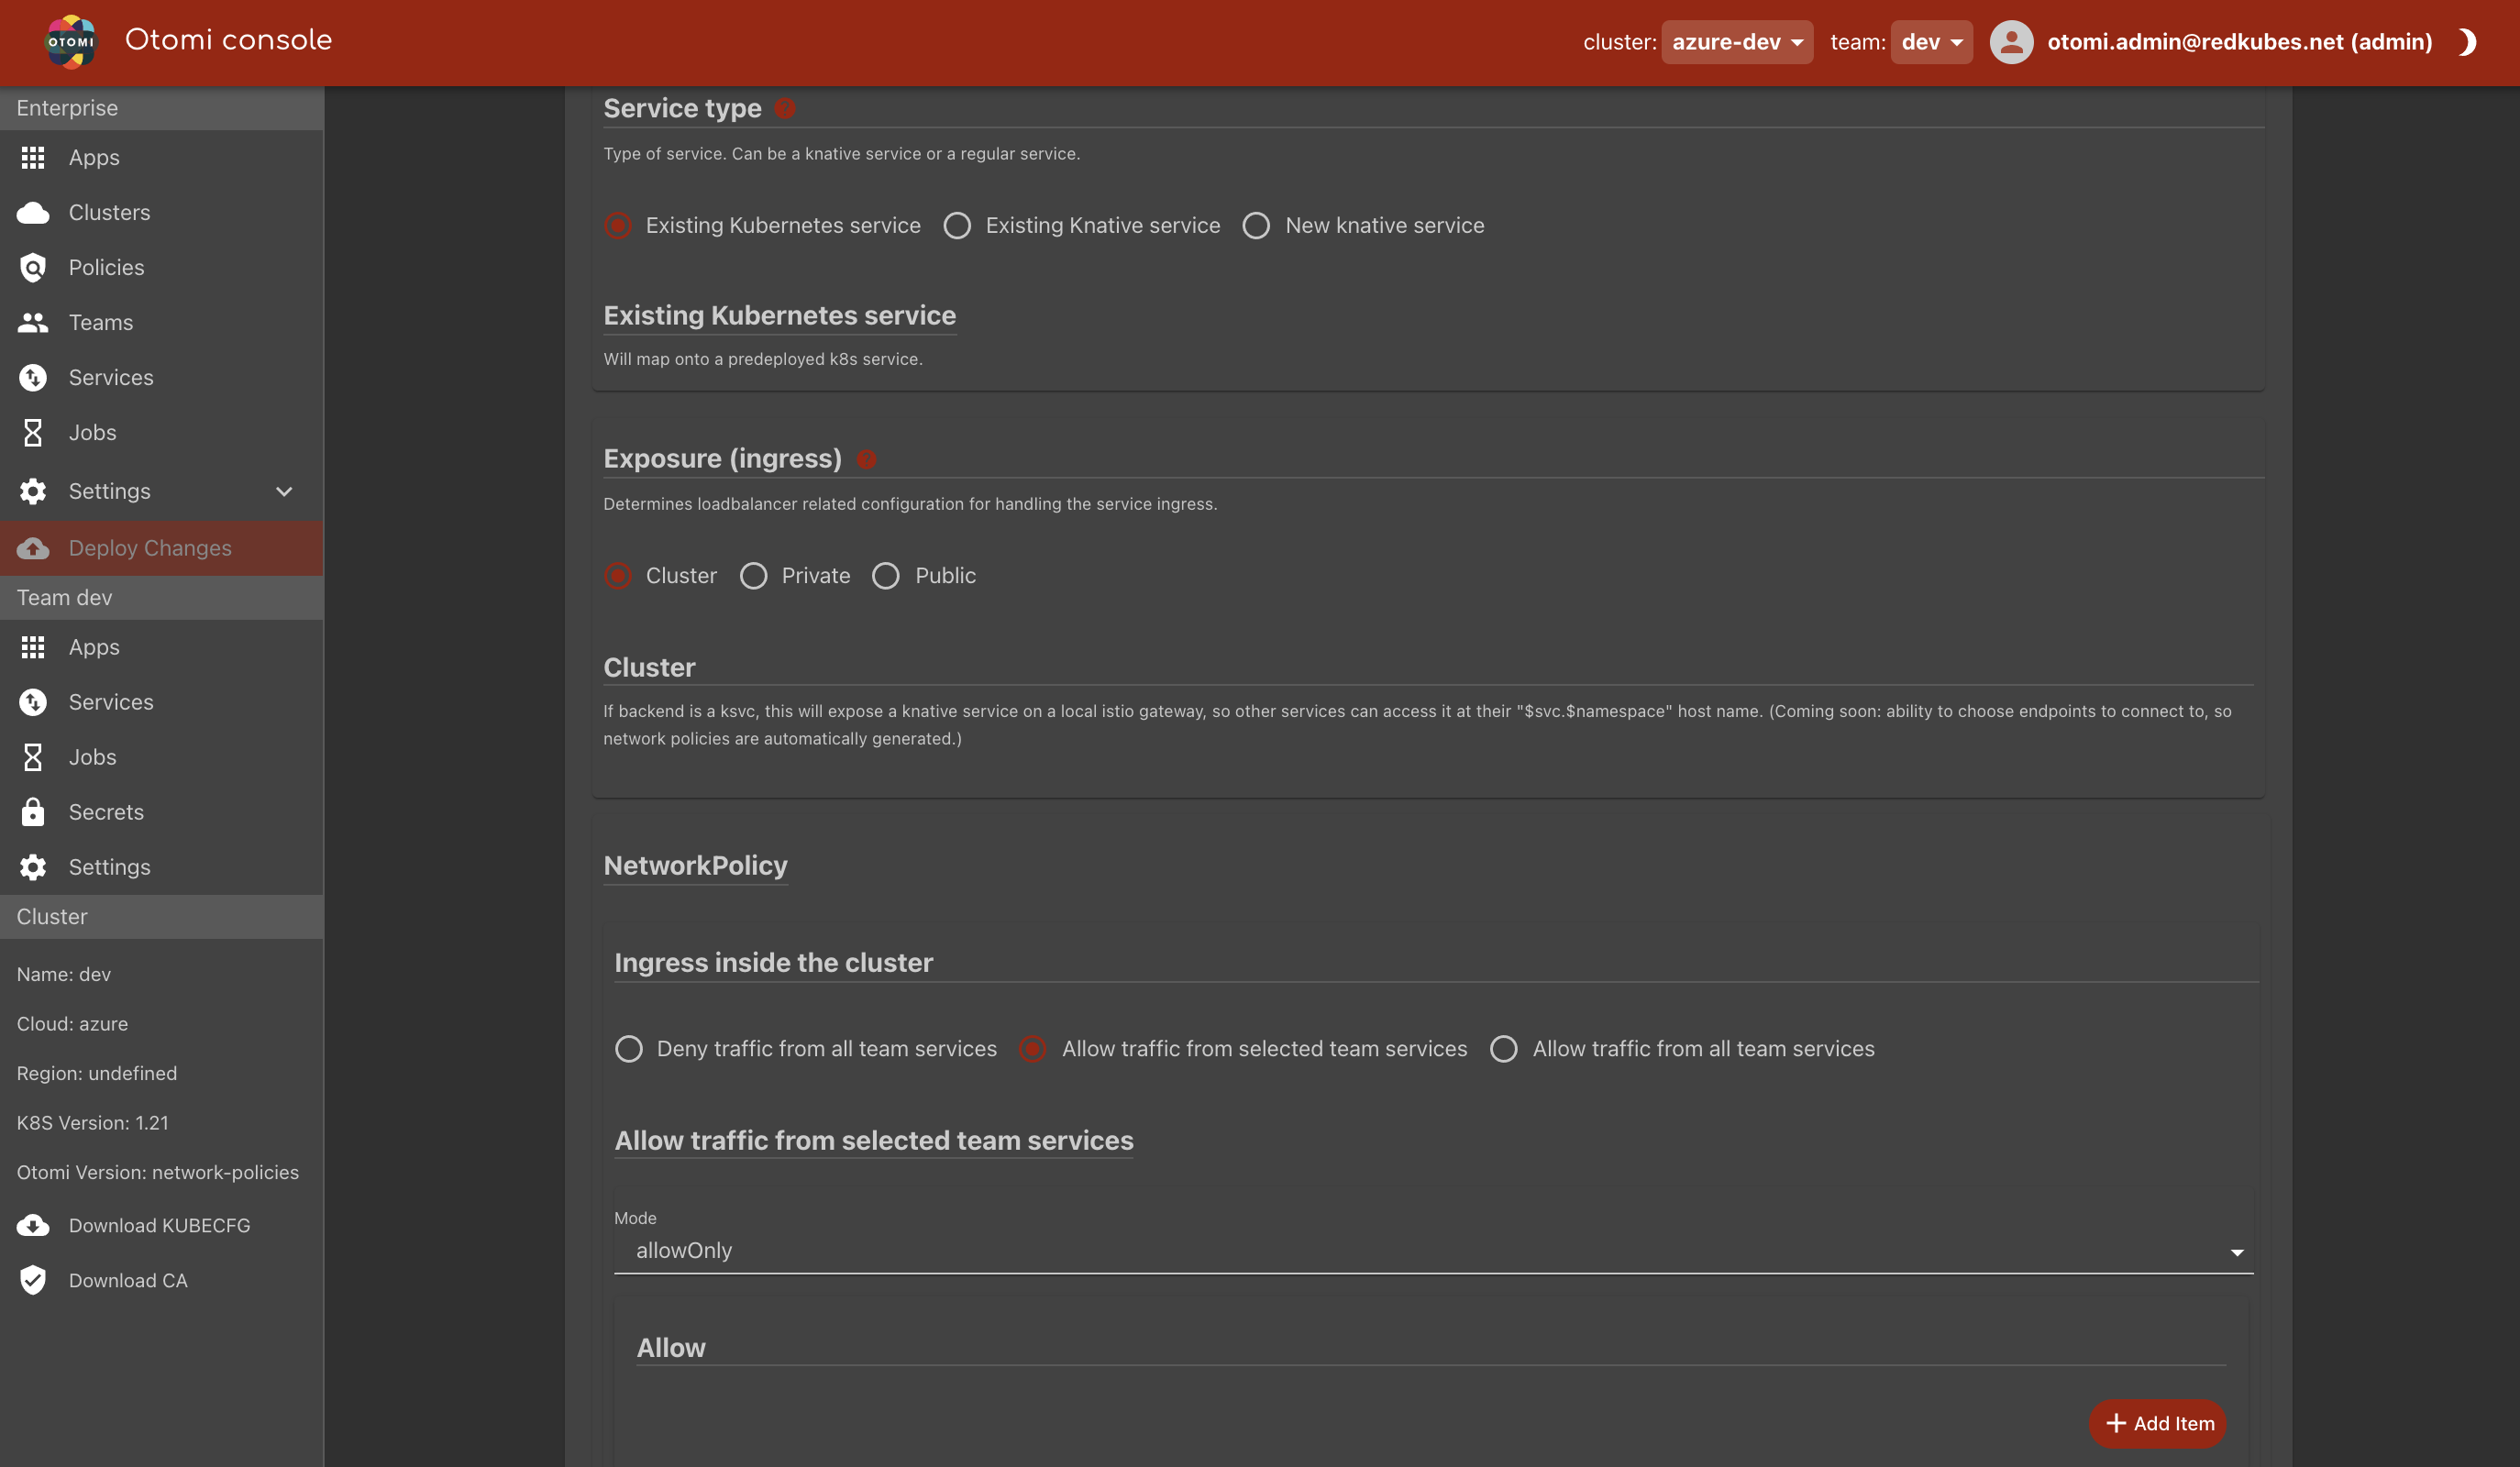 OTOMI
Otomi console
cluster: azure-dev team: dev otomi.admin@redkubes.net (admin)
Enterprise
Apps
Clusters
Policies
Teams
Services
Jobs
Settings
Deploy Changes
Team dev
Apps
Services
Jobs
Secrets
Settings
Cluster
Name: dev
Cloud: azure
Region: undefined
K8S Version: 1.21
Otomi Version: network-policies
Download KUBECFG
Download CA
Service type ?
Type of service. Can be a knative service or a regular service.
Existing Kubernetes service Existing Knative service New knative service
Existing Kubernetes service
Will map onto a predeployed k8s service.
Exposure (ingress) ?
Determines loadbalancer related configuration for handling the service ingress.
Cluster Private Public
Cluster
If backend is a ksvc, this will expose a knative service on a local istio gateway, so other services can access it at their "$svc.$namespace" host name. (Coming soon: ability to choose endpoints to connect to, so
network policies are automatically generated.)
NetworkPolicy
Ingress inside the cluster
Deny traffic from all team services Allow traffic from selected team services Allow traffic from all team services
Allow traffic from selected team services
Mode
allowOnly
Allow
+ Add Item